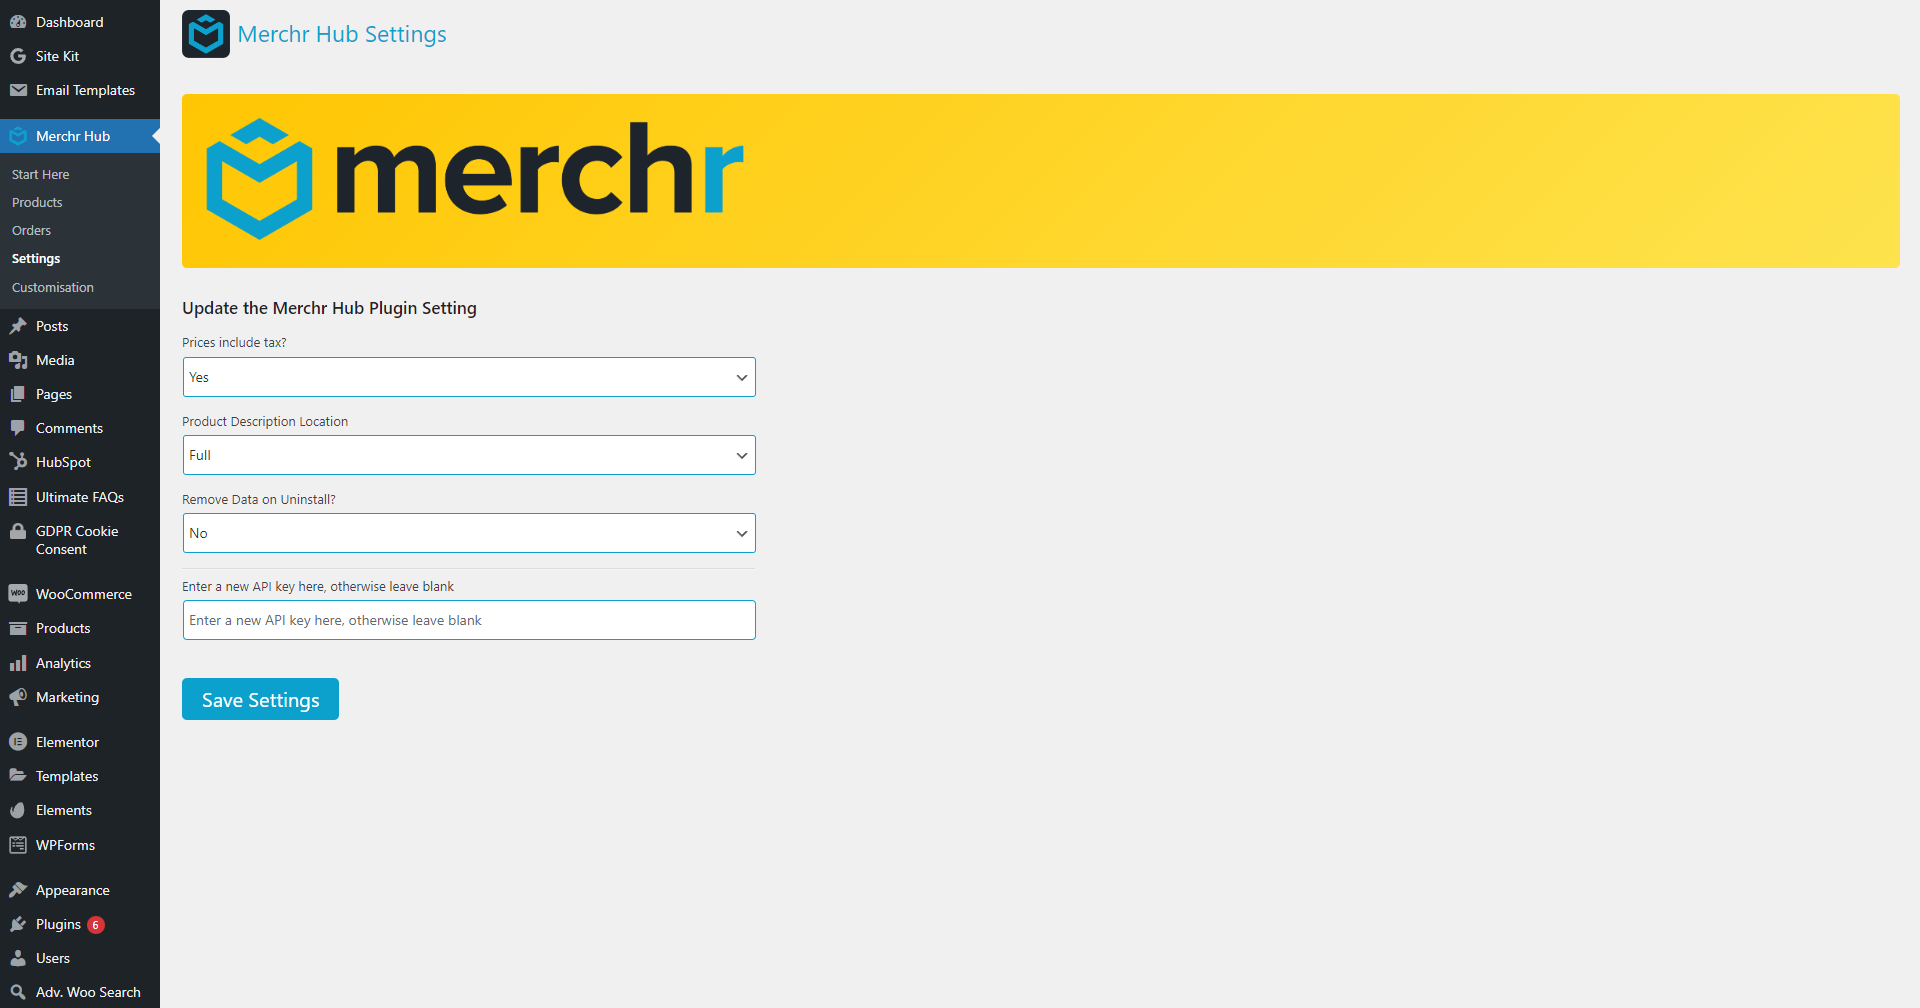 Dashboard
Site Kit
Email Templates
Merchr Hub
Start Here
Products
Orders
Settings
Customisation
Posts
Media
Pages
Comments
HubSpot
Ultimate FAQs
GDPR Cookie
Consent
WOO
WooCommerce
Products
Analytics
Marketing
Elementor
Templates
Elements
WPForms
Appearance
Plugins 6
Users
Adv. Woo Search
Merchr Hub Settings
merchr
Update the Merchr Hub Plugin Setting
Prices include tax?
Yes
Product Description Location
Full
Remove Data on Uninstall?
No
Enter a new API key here, otherwise leave blank
Enter a new API key here, otherwise leave blank
Save Settings